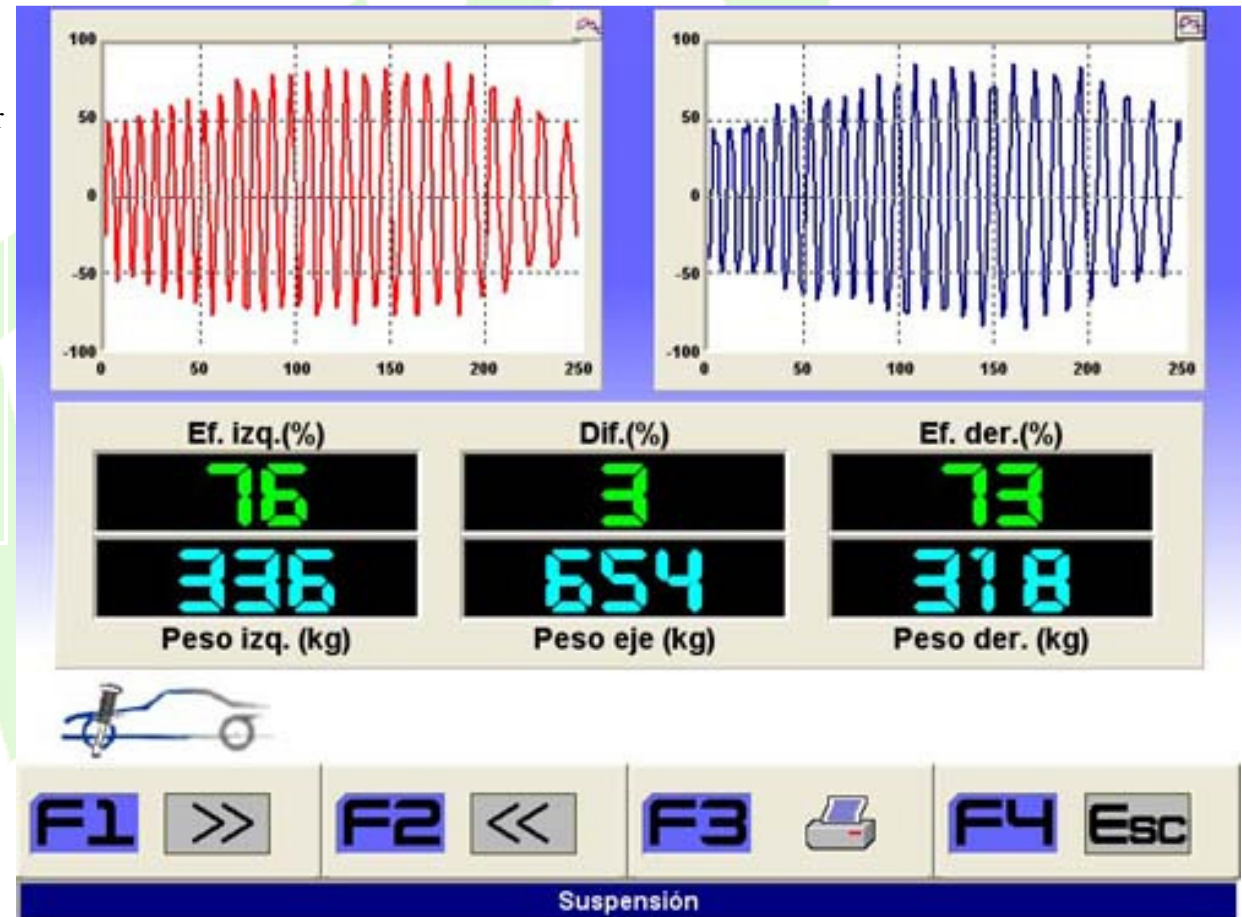 100
50
0
-50
-100
0 50 100 150 200 250
100
50
0
-50
-100
0 50 100 150 200 250
Ef. izq.(%) Dif.(%) Ef. der.(%)
76 3 73
336 654 318
Peso izq. (kg) Peso eje (kg) Peso der. (kg)
F1 >> F2 << F3 F4 Esc
Suspensión